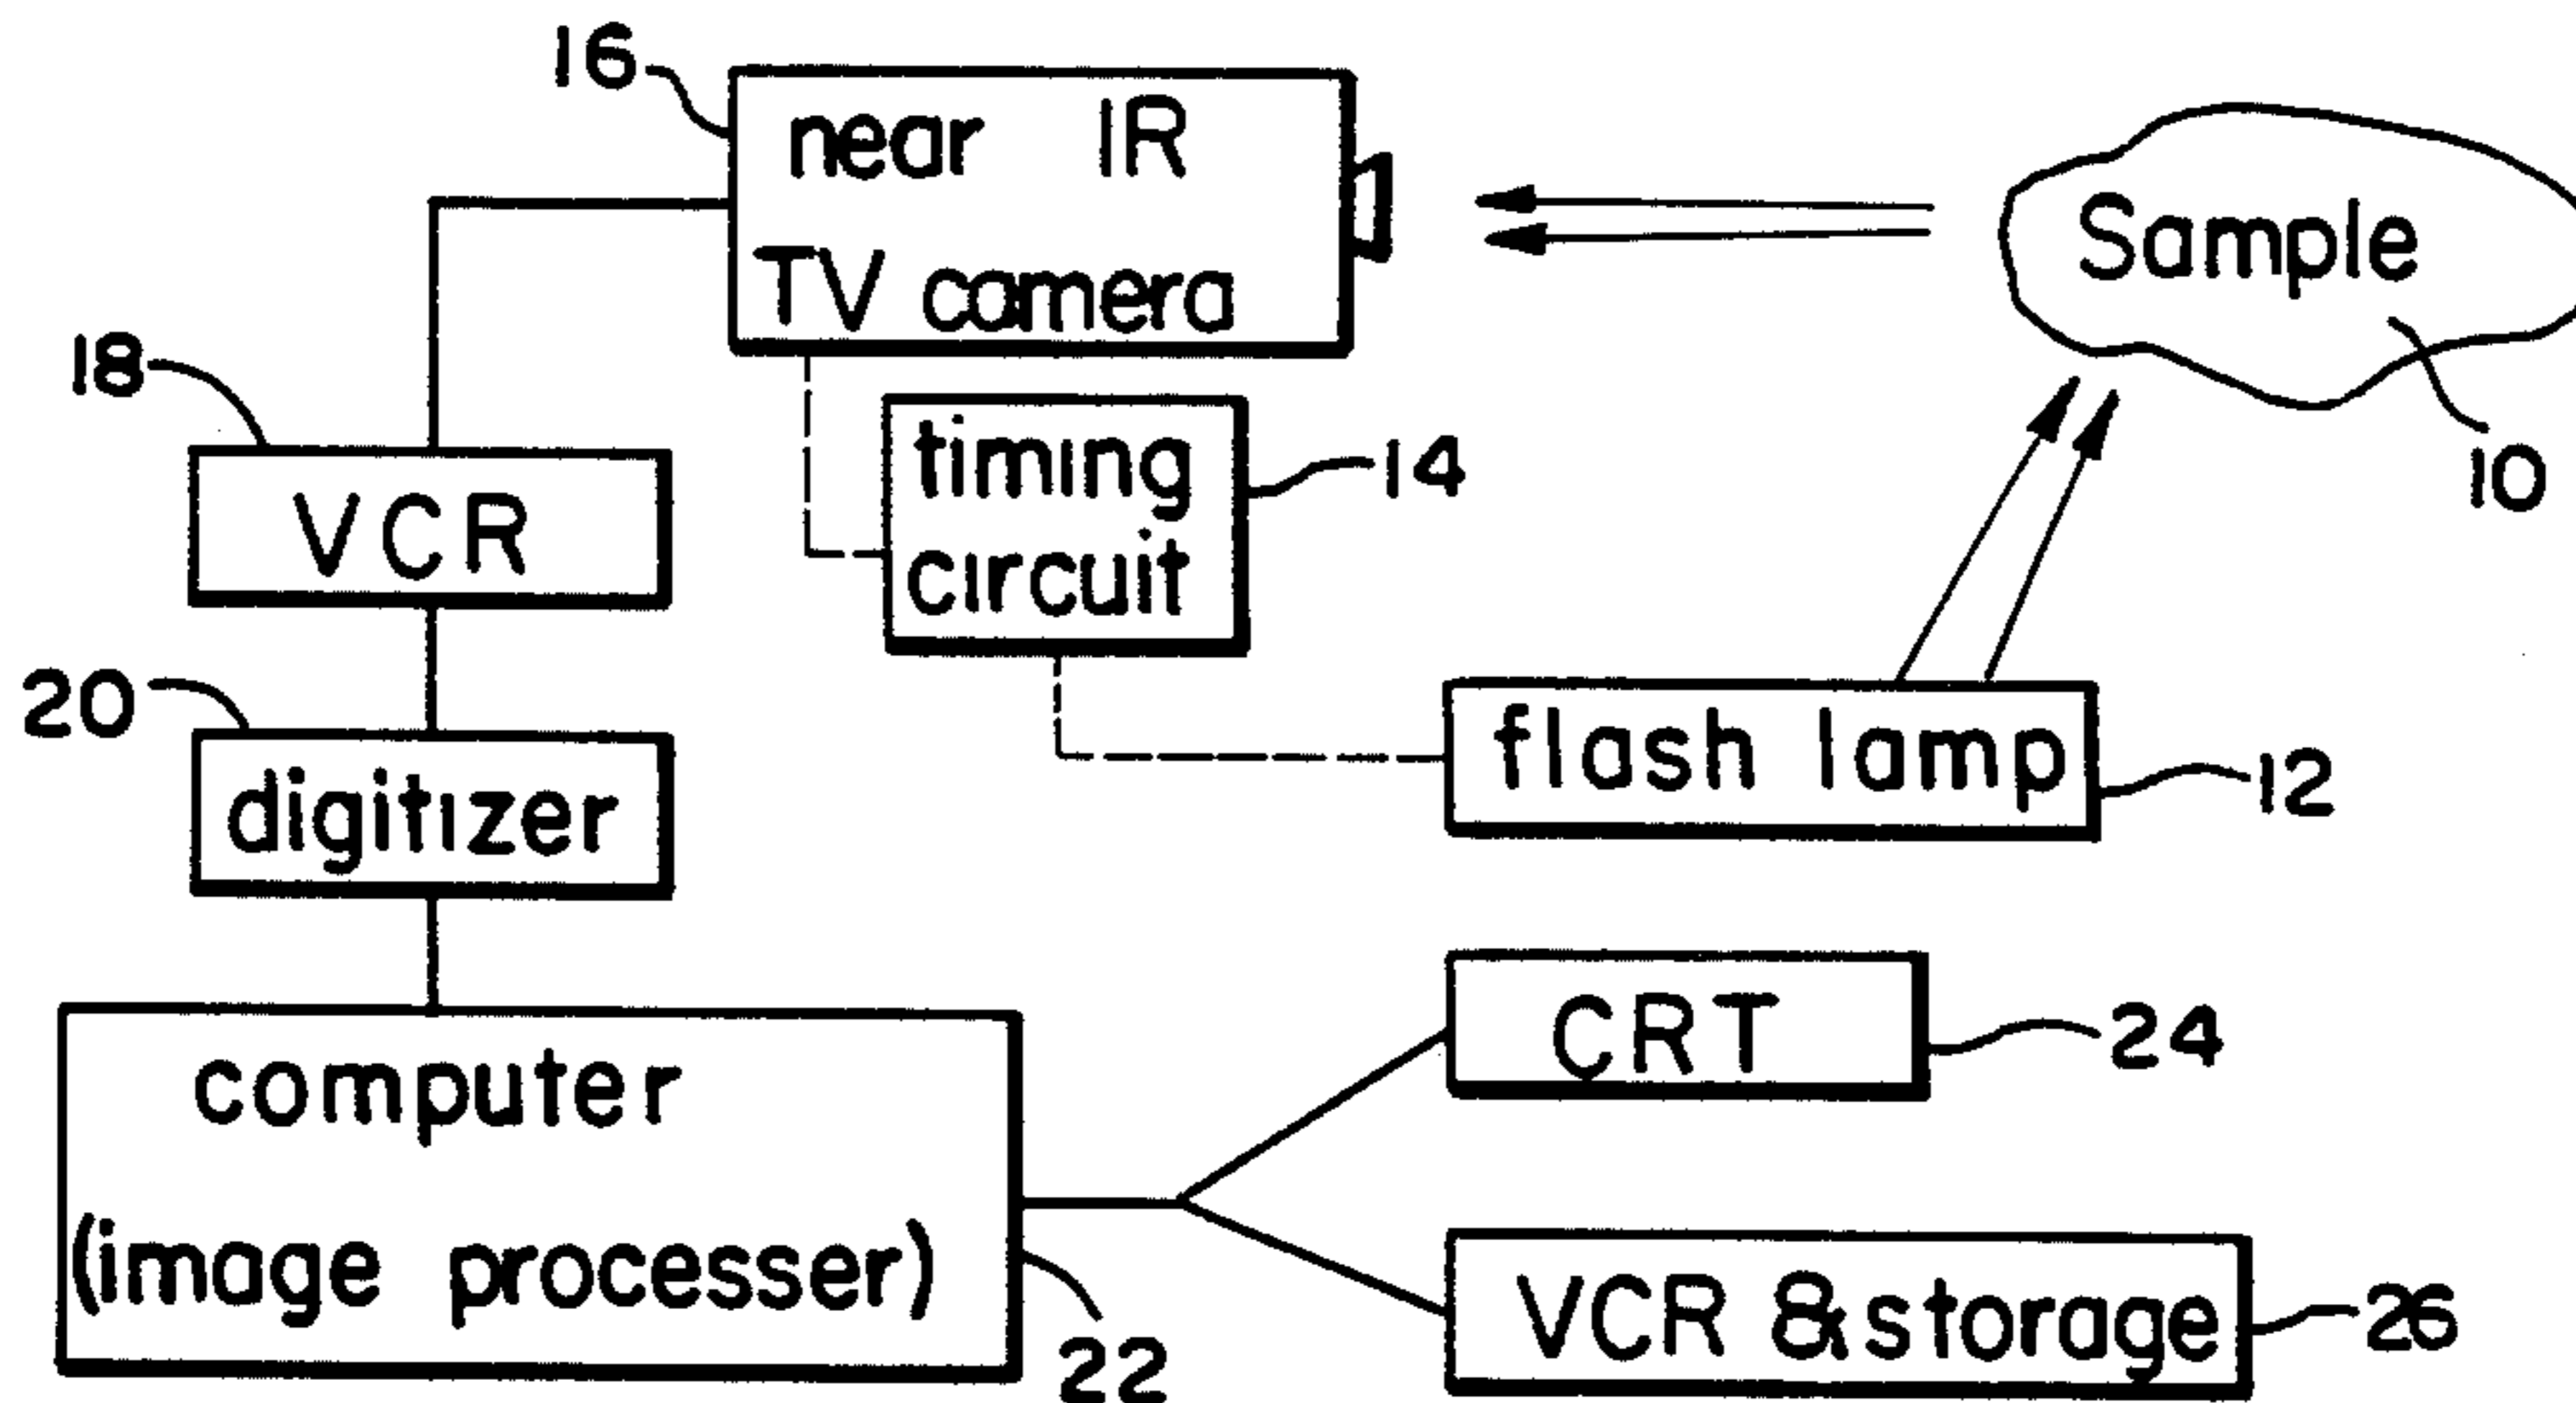 16
near IR
TV camera
Sample
10
18
VCR
timing
circuit
14
20
digitizer
flash lamp
12
computer
(image processer)
22
CRT
24
VCR & storage
26